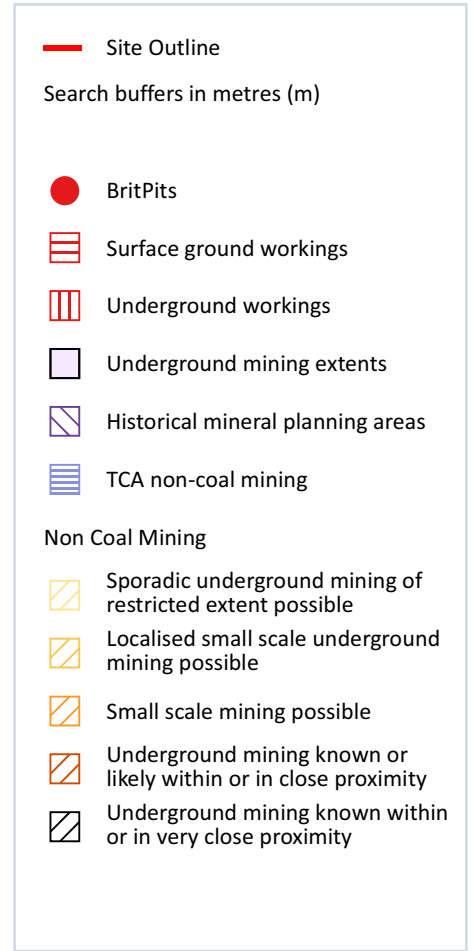 Site Outline
Search buffers in metres (m)
BritPits
Surface ground workings
Underground workings
Underground mining extents
Historical mineral planning areas
TCA non-coal mining
Non Coal Mining
Sporadic underground mining of
restricted extent possible
Localised small scale underground
mining possible
Small scale mining possible
Underground mining known or
likely within or in close proximity
Underground mining known within
or in very close proximity